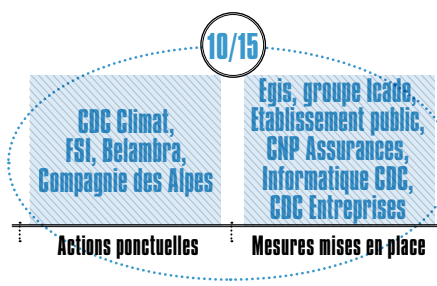 10/15
CDC Climat,
FSI, Belambra,
Compagnie des Alpes
Egis, groupe Icade,
Etablissement public,
CNP Assurances,
Informatique CDC,
CDC Entreprises
Actions ponctuelles
Mesures mises en place